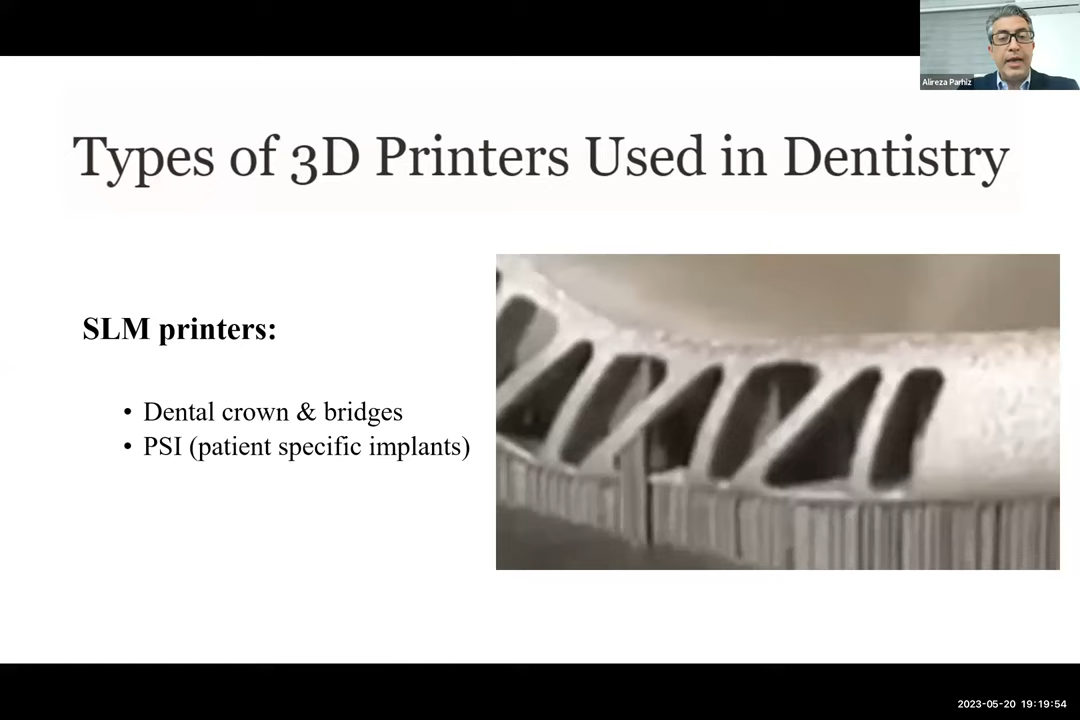 Alireza Parhiz
Types of 3D Printers Used in Dentistry
SLM printers:
• Dental crown & bridges
• PSI (patient specific implants)
2023-05-20 19:19:54